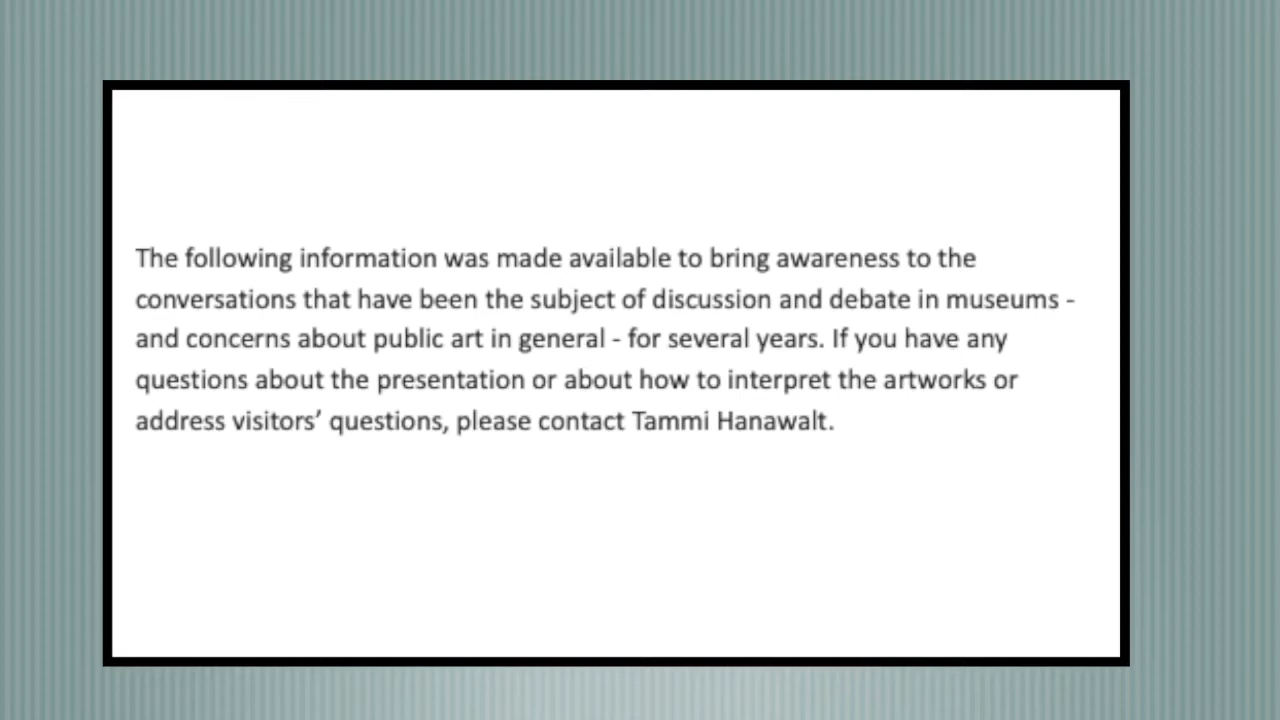 The following information was made available to bring awareness to the
conversations that have been the subject of discussion and debate in museums -
and concerns about public art in general - for several years. If you have any
questions about the presentation or about how to interpret the artworks or
address visitors’ questions, please contact Tammi Hanawalt.